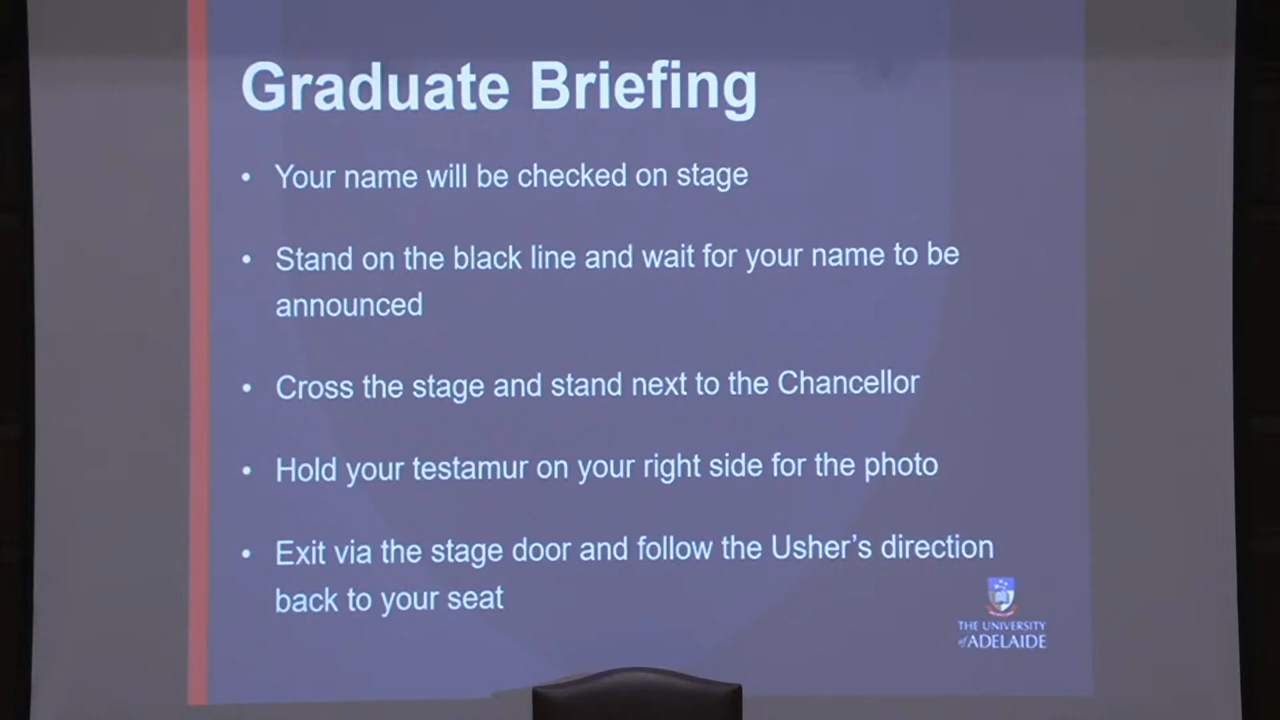 Graduate Briefing
• Your name will be checked on stage
• Stand on the black line and wait for your name to be
announced
• Cross the stage and stand next to the Chancellor
• Hold your testamur on your right side for the photo
• Exit via the stage door and follow the Usher's direction
back to your seat
THE UNIVERSITY
of ADELAIDE